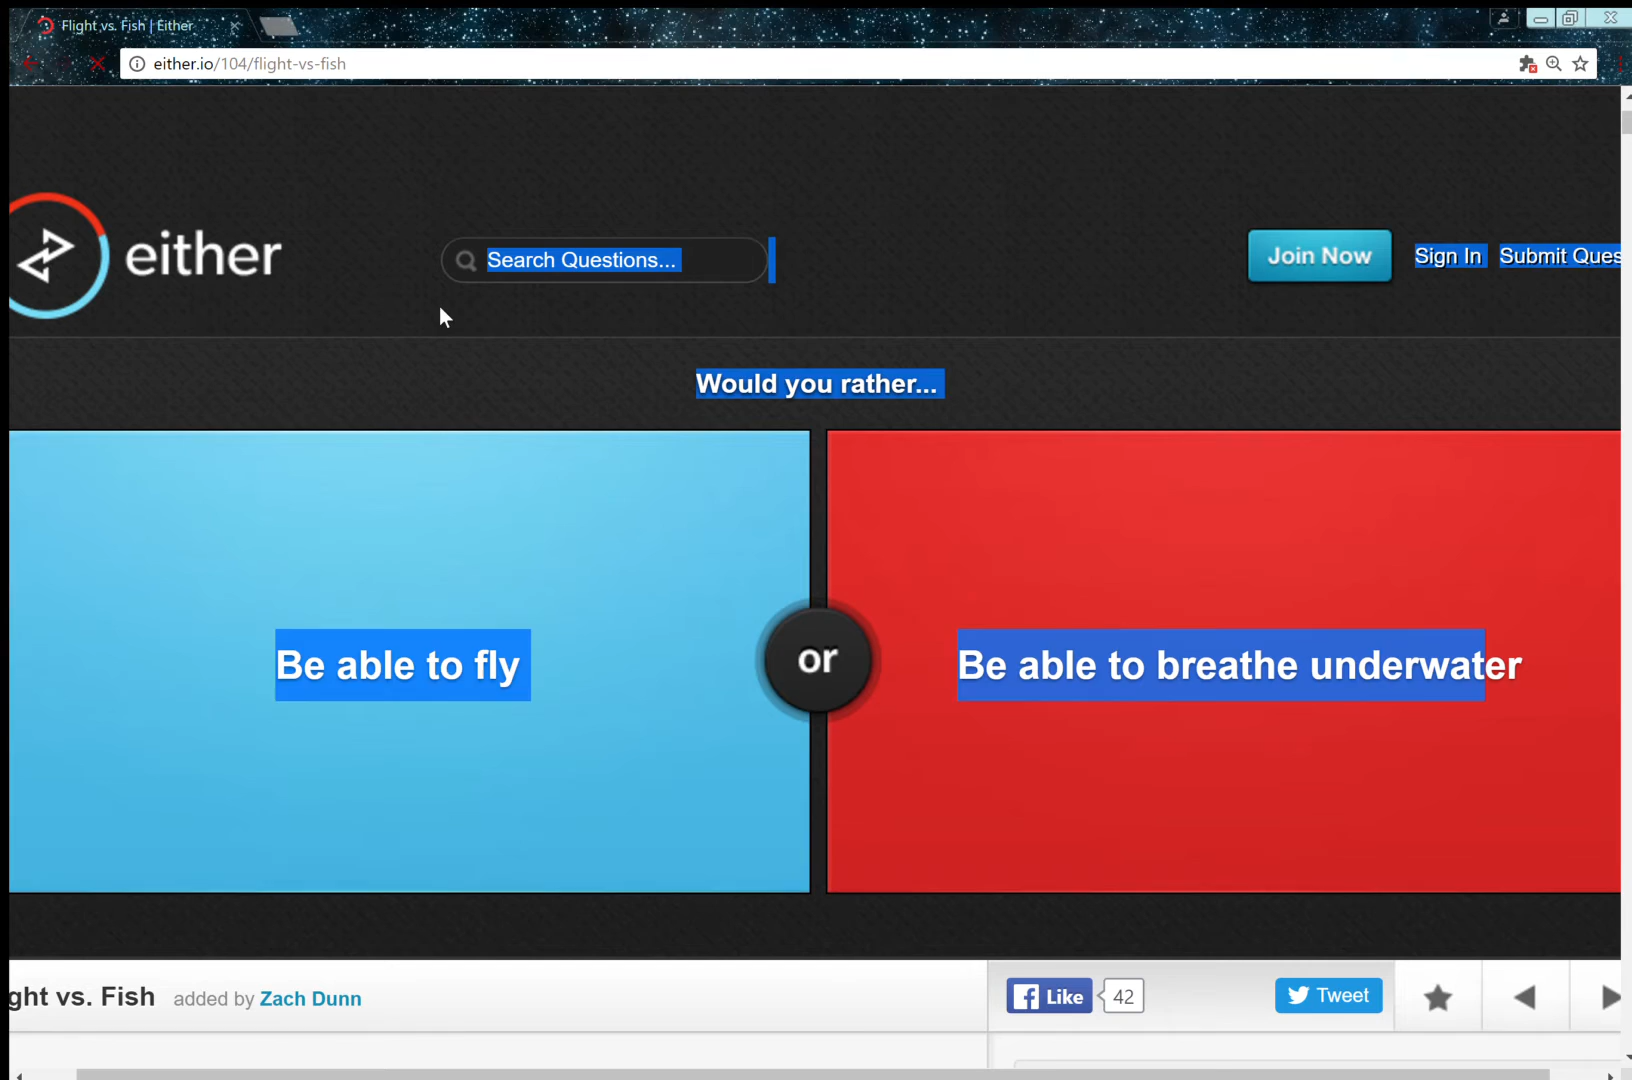 Flight vs. Fish | Either
either.io/104/flight-vs-fish
either
Search Questions...
Join Now
Sign In
Submit Ques
Would you rather...
Be able to fly
or
Be able to breathe underwater
ght vs. Fish added by Zach Dunn
Like
42
Tweet